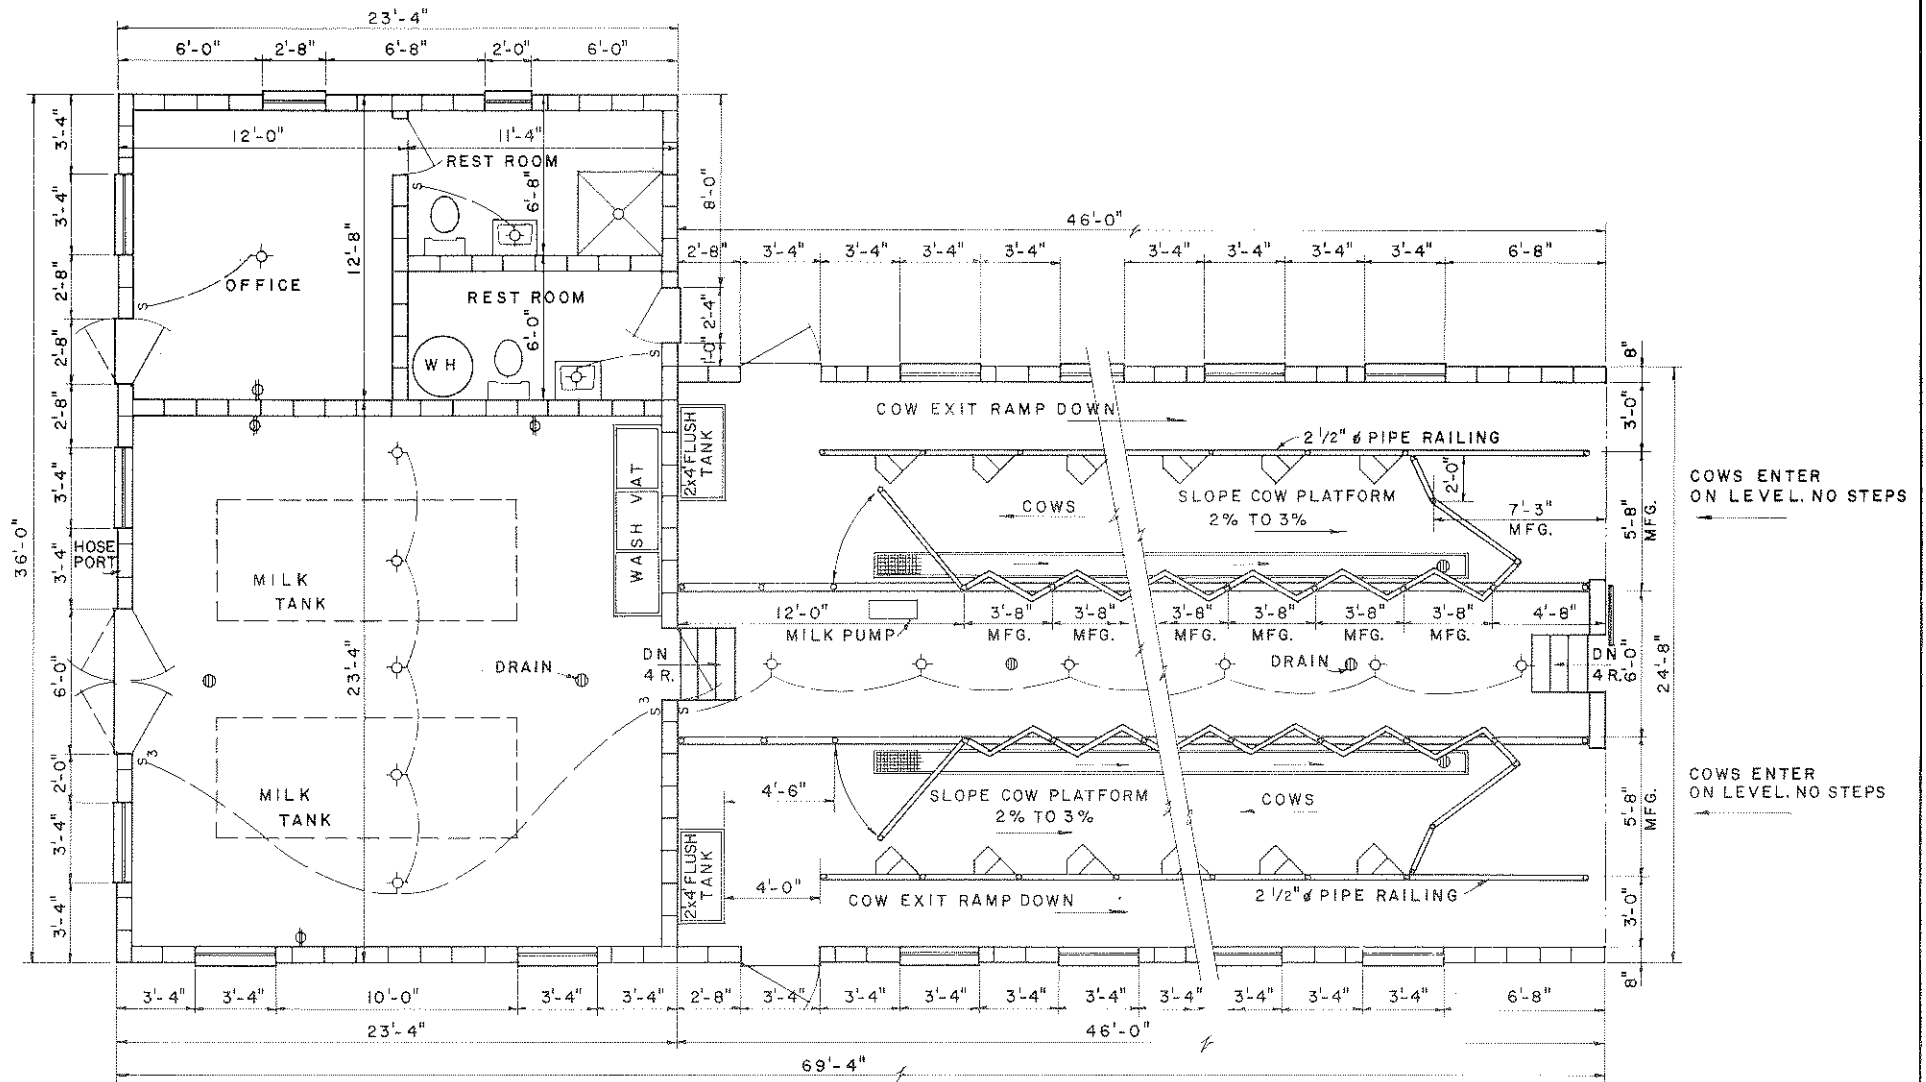 23'-4"
6'-0" 2'-8" 6'-8" 2'-0" 6'-0"
12'-0" 11'-4"
3'-4"
REST ROOM
S
6'-8"
8'-0"
3'-4"
46'-0"
2'-8" 3'-4" 3'-4" 3'-4" 3'-4" 3'-4" 3'-4" 3'-4" 3'-4" 6'-8"
12'-8"
OFFICE
S
2'-8"
REST ROOM
2'-4"
6'-0"
1'-0"
S
WH
2'-8"
8"
2'-8"
COW EXIT RAMP DOWN
3'-0"
2 1/2" ø PIPE RAILING
2x4' FLUSH
TANK
2'-0"
COWS ENTER
ON LEVEL. NO STEPS
3'-4"
SLOPE COW PLATFORM
2% TO 3%
COWS
7'-3"
MFG.
5'-8"
MFG.
WASH VAT
36'-0"
HOSE
PORT
3'-4"
MILK
TANK
12'-0" 3'-8" 3'-8" 3'-8" 3'-8" 3'-8" 3'-8" 4'-8"
MILK PUMP MFG. MFG. MFG. MFG. MFG. MFG.
6'-0"
23'-4"
DRAIN
DN
4 R.
DRAIN
DN
4 R.
6'-0"
24'-8"
S3
S
S3
2'-0"
MILK
TANK
4'-6"
SLOPE COW PLATFORM
2% TO 3%
COWS
COWS ENTER
ON LEVEL. NO STEPS
5'-8"
MFG.
3'-4"
2x4' FLUSH
TANK
4'-0"
COW EXIT RAMP DOWN
2 1/2" ø PIPE RAILING
3'-0"
3'-4"
8"
3'-4" 3'-4" 10'-0" 3'-4" 3'-4" 2'-8" 3'-4" 3'-4" 3'-4" 3'-4" 3'-4" 3'-4" 3'-4" 3'-4" 3'-4" 6'-8"
23'-4" 46'-0"
69'-4"